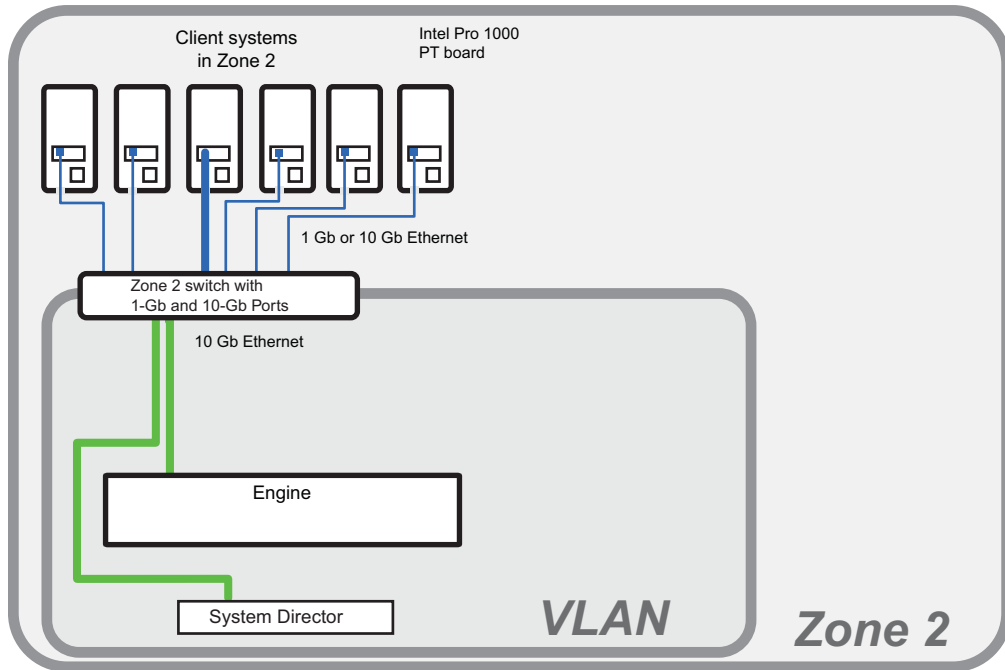 Client systems
in Zone 2
Intel Pro 1000
PT board
1 Gb or 10 Gb Ethernet
Zone 2 switch with
1-Gb and 10-Gb Ports
10 Gb Ethernet
Engine
System Director
VLAN
Zone 2